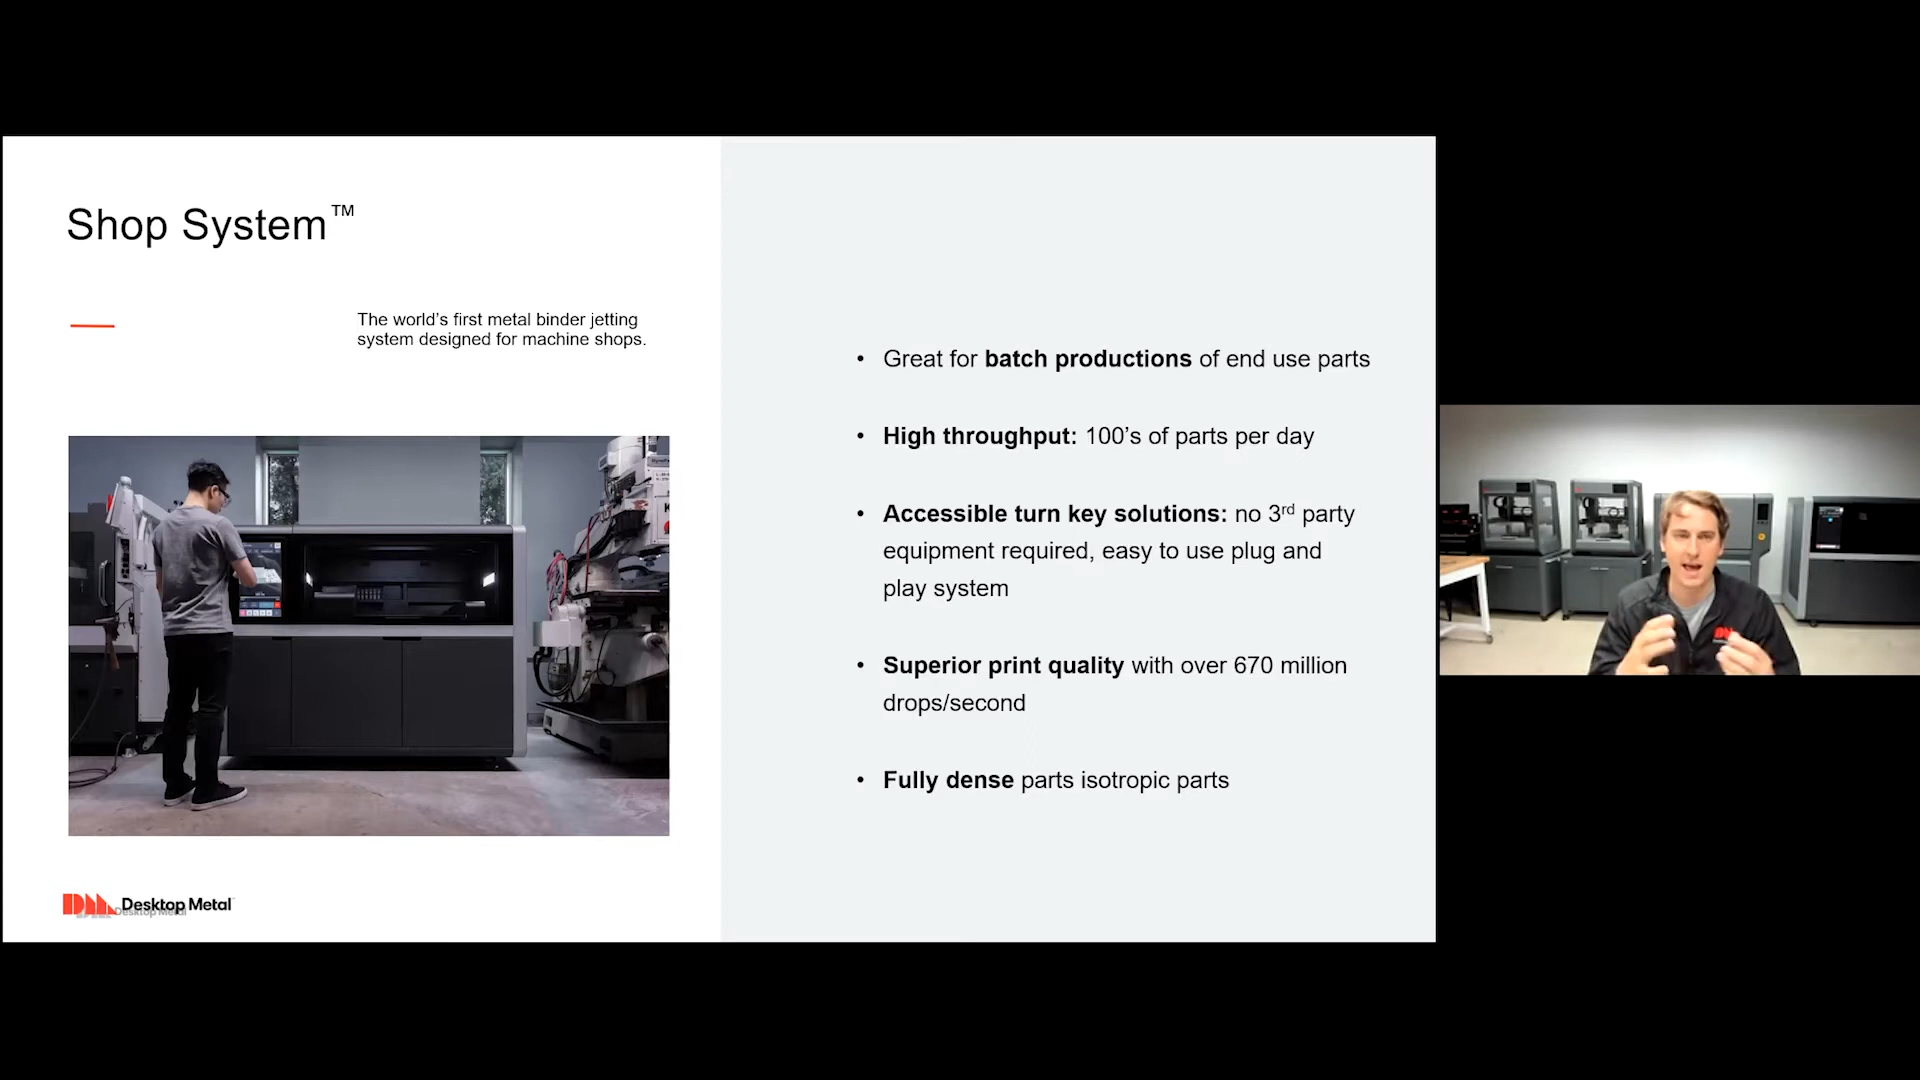 Shop System™
The world's first metal binder jetting
system designed for machine shops.
• Great for batch productions of end use parts
• High throughput: 100's of parts per day
• Accessible turn key solutions: no 3rd party
equipment required, easy to use plug and
play system
• Superior print quality with over 670 million
drops/second
• Fully dense parts isotropic parts
Desktop Metal
Desktop Metal